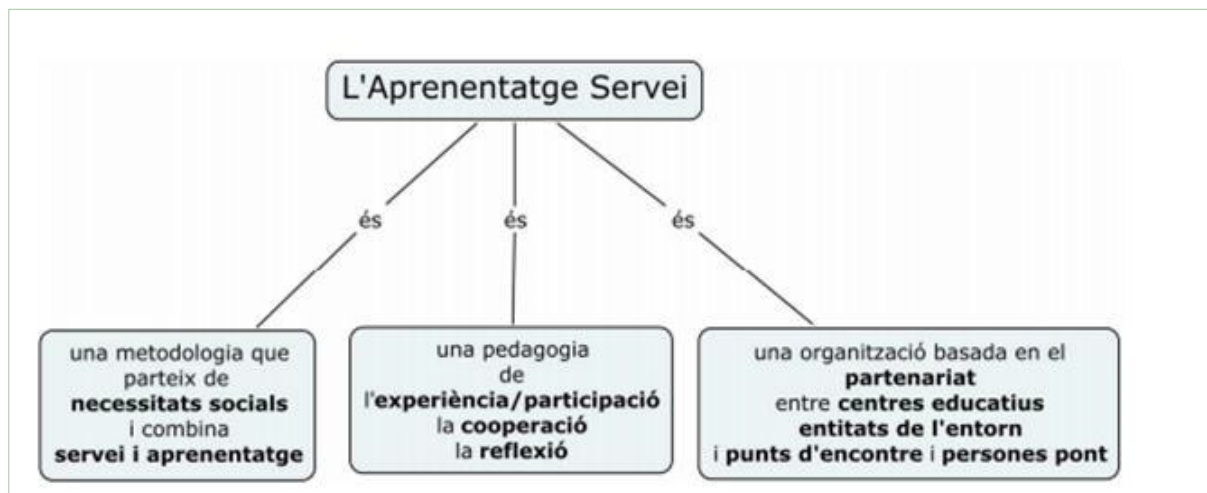 L'Aprenentatge Servei
és
és
és
una metodologia que
parteix de
necessitats socials
i combina
servei i aprenentatge
una pedagogia
de
l'experiència/participació
la cooperació
la reflexió
una organització basada en el
partenariat
entre centres educatius
entitats de l'entorn
i punts d'encontre i persones pont